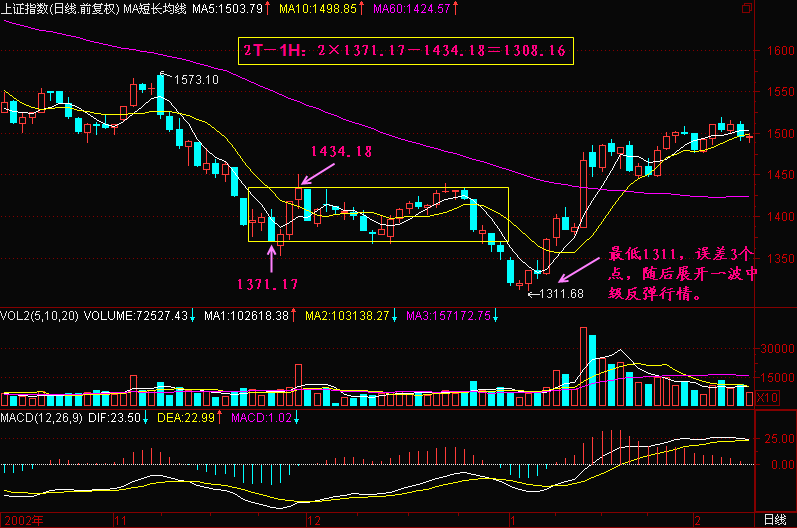 上证指数(日线.前复权) MA短长均线 MA5:1503.79↑ MA10:1498.85↑ MA60:1424.57↑
2T－1H：2×1371.17－1434.18＝1308.16
1600
1573.10
1550
1500
1434.18
1450
1400
最低1311，误差3个
点，随后展开一波中
级反弹行情。
1350
1371.17
1311.68
VOL2(5,10,20) VOLUME:72527.43↓ MA1:102618.38↑ MA2:103138.27↓ MA3:157172.75↓
30000
15000
X10
MACD(12,26,9) DIF:23.50↓ DEA:22.99↑ MACD:1.02↓
25.00
0.00
2002年 11 12 1 2 日线